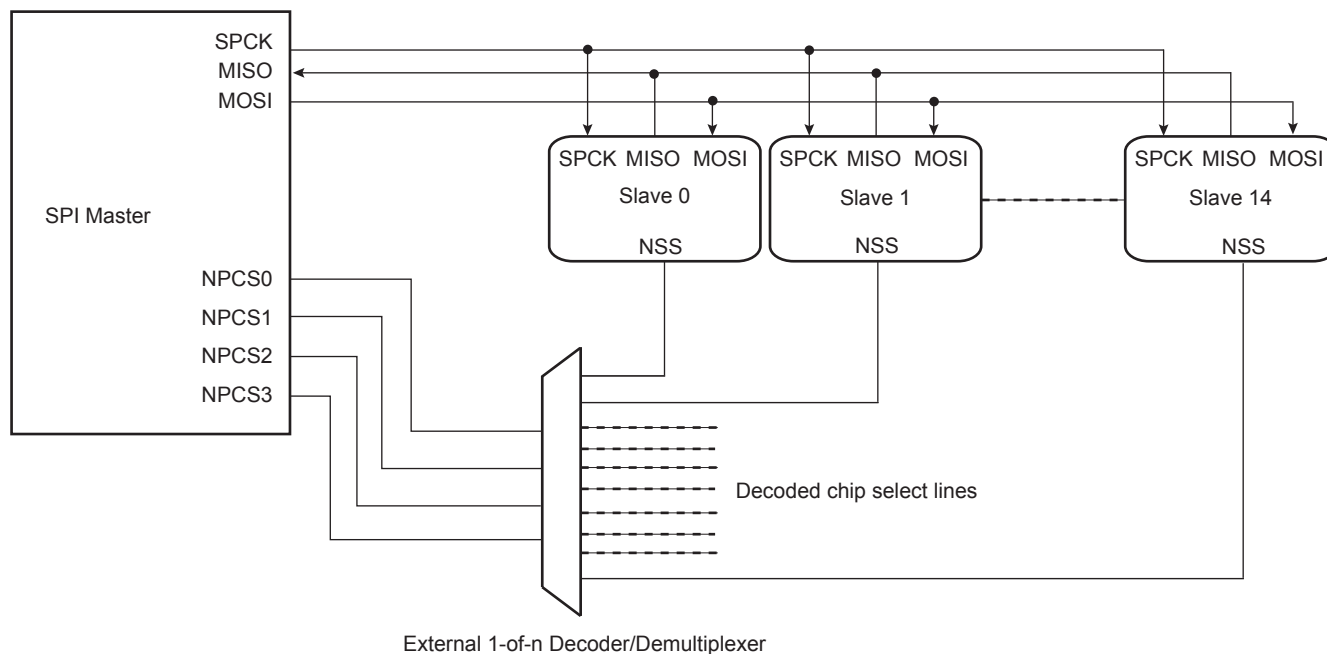 SPCK
MISO
MOSI
SPI Master
NPCS0
NPCS1
NPCS2
NPCS3
SPCK MISO MOSI
Slave 0
NSS
SPCK MISO MOSI
Slave 1
NSS
SPCK MISO MOSI
Slave 14
NSS
Decoded chip select lines
External 1-of-n Decoder/Demultiplexer